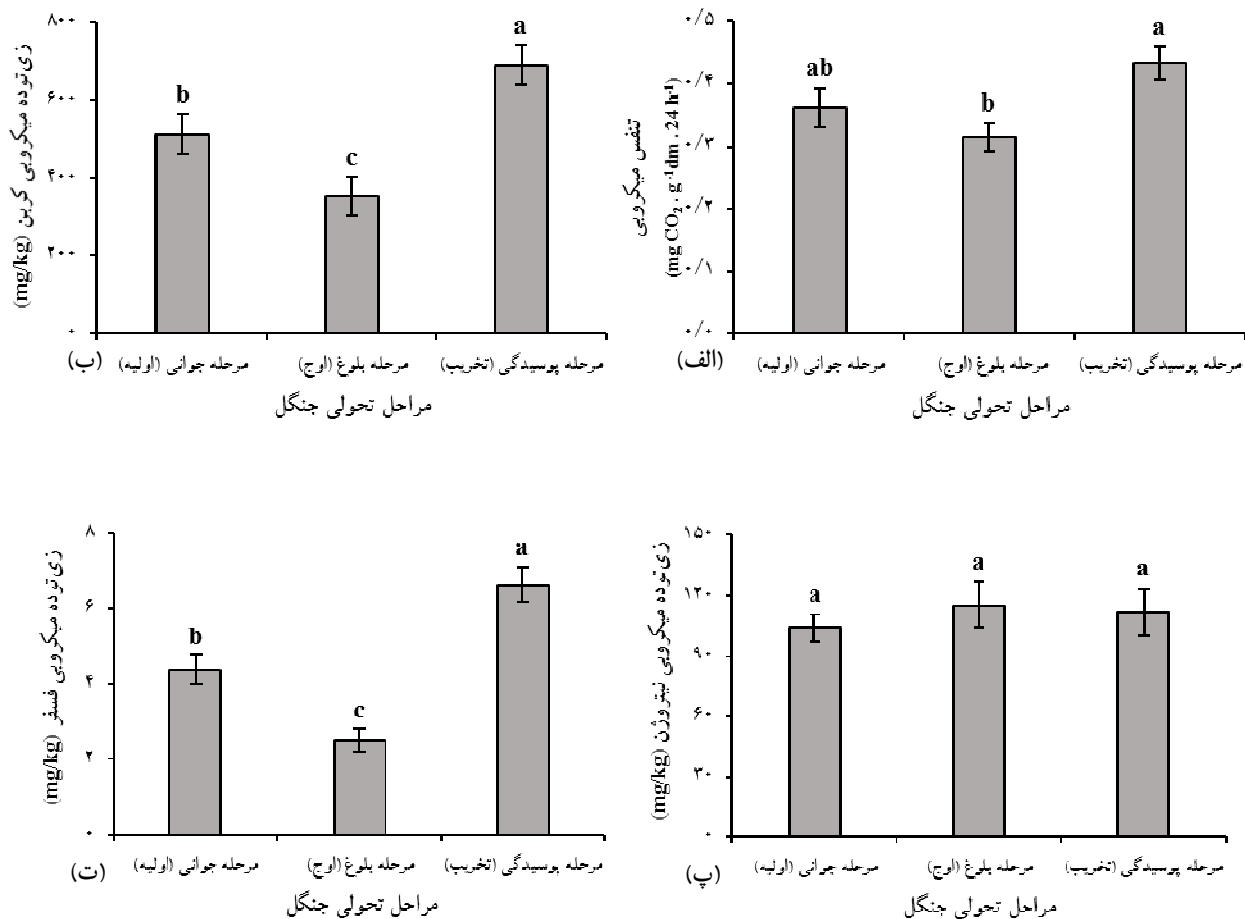 ۰/۵
۰/۴
۰/۳
۰/۲
۰/۱
۰/۰
تنفس میکروبی
(mg CO₂ . g⁻¹dm . 24 h⁻¹)
ab
b
a
مرحله جوانی (اولیه)
مرحله بلوغ (اوج)
مرحله پوسیدگی (تخریب)
مراحل تحولی جنگل
(الف)
۸۰۰
۶۰۰
۴۰۰
۲۰۰
۰
زی‌توده میکروبی کربن (mg/kg)
b
c
a
مرحله جوانی (اولیه)
مرحله بلوغ (اوج)
مرحله پوسیدگی (تخریب)
مراحل تحولی جنگل
(ب)
۱۵۰
۱۲۰
۹۰
۶۰
۳۰
۰
زی‌توده میکروبی نیتروژن (mg/kg)
a
a
a
مرحله جوانی (اولیه)
مرحله بلوغ (اوج)
مرحله پوسیدگی (تخریب)
مراحل تحولی جنگل
(پ)
۸
۶
۴
۲
۰
زی‌توده میکروبی فسفر (mg/kg)
b
c
a
مرحله جوانی (اولیه)
مرحله بلوغ (اوج)
مرحله پوسیدگی (تخریب)
مراحل تحولی جنگل
(ت)